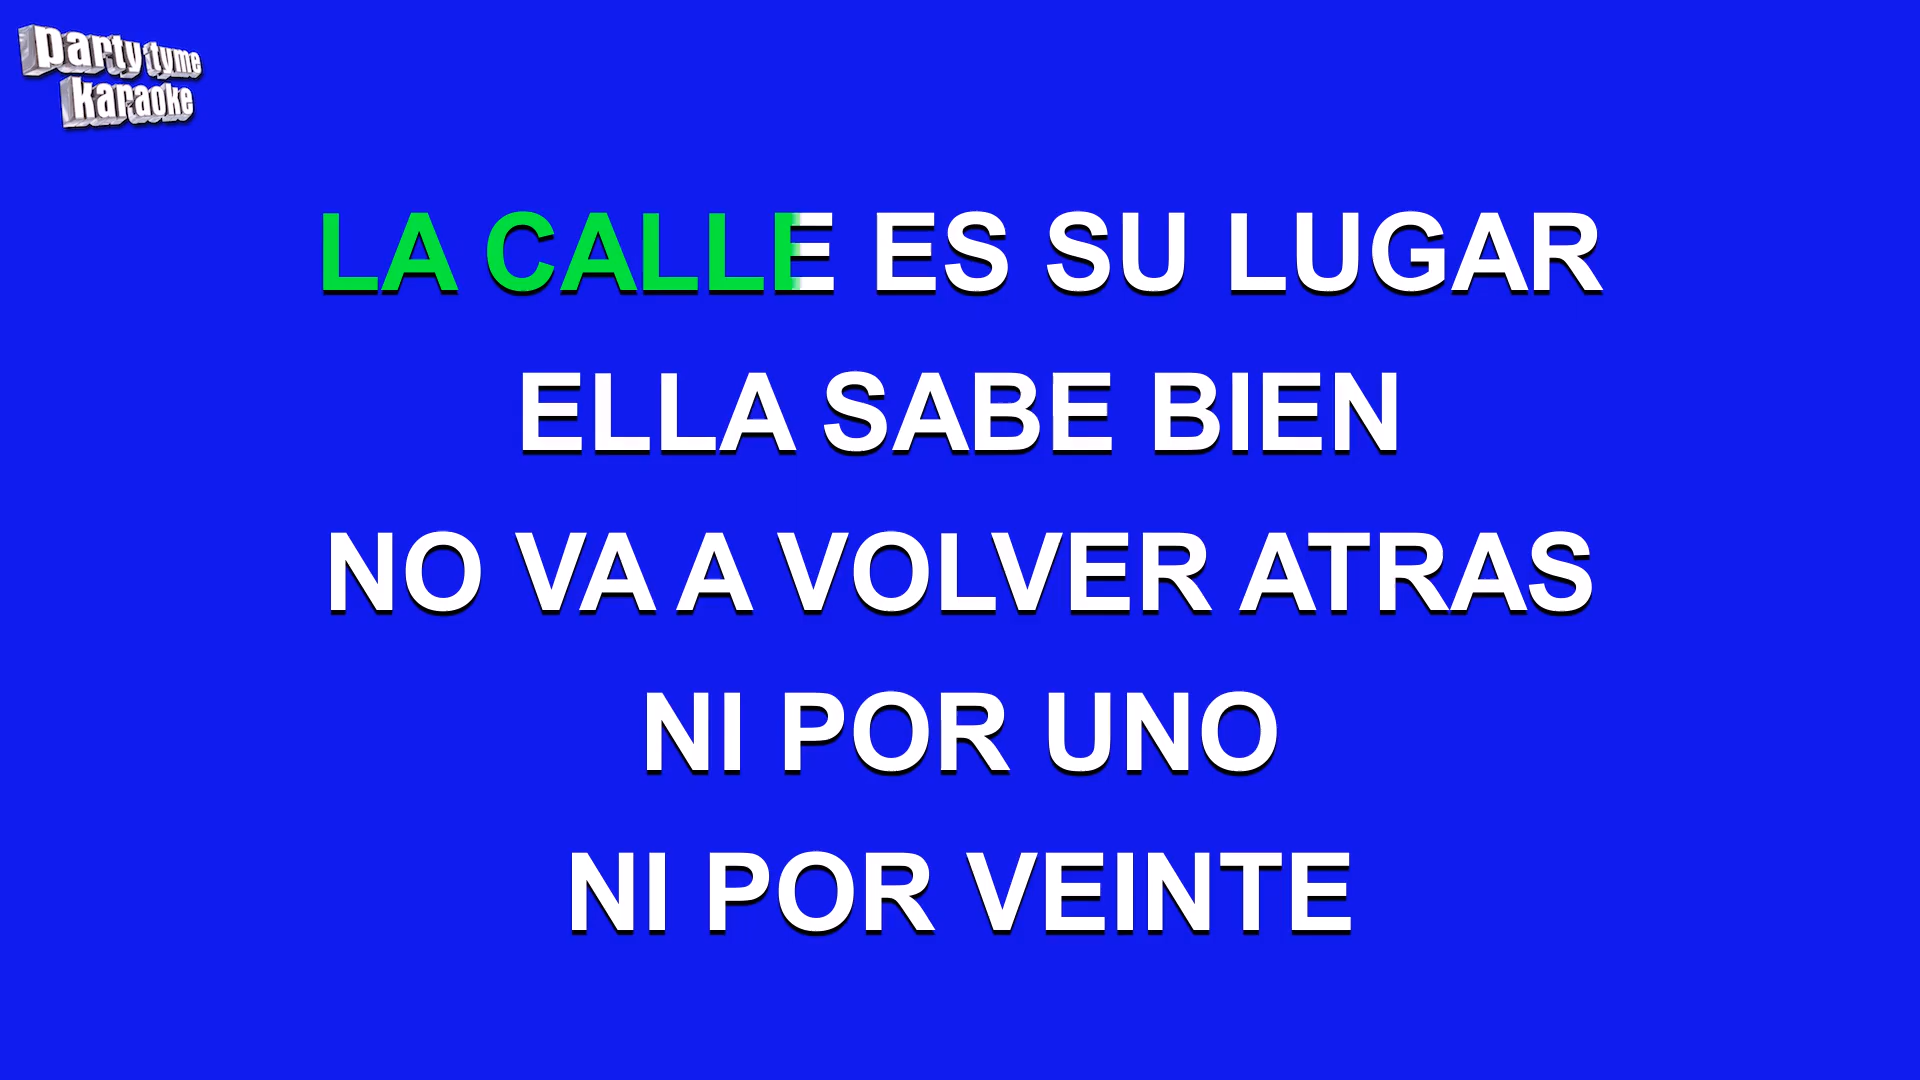 party tyme
karaoke
LA CALLE ES SU LUGAR
ELLA SABE BIEN
NO VA A VOLVER ATRAS
NI POR UNO
NI POR VEINTE